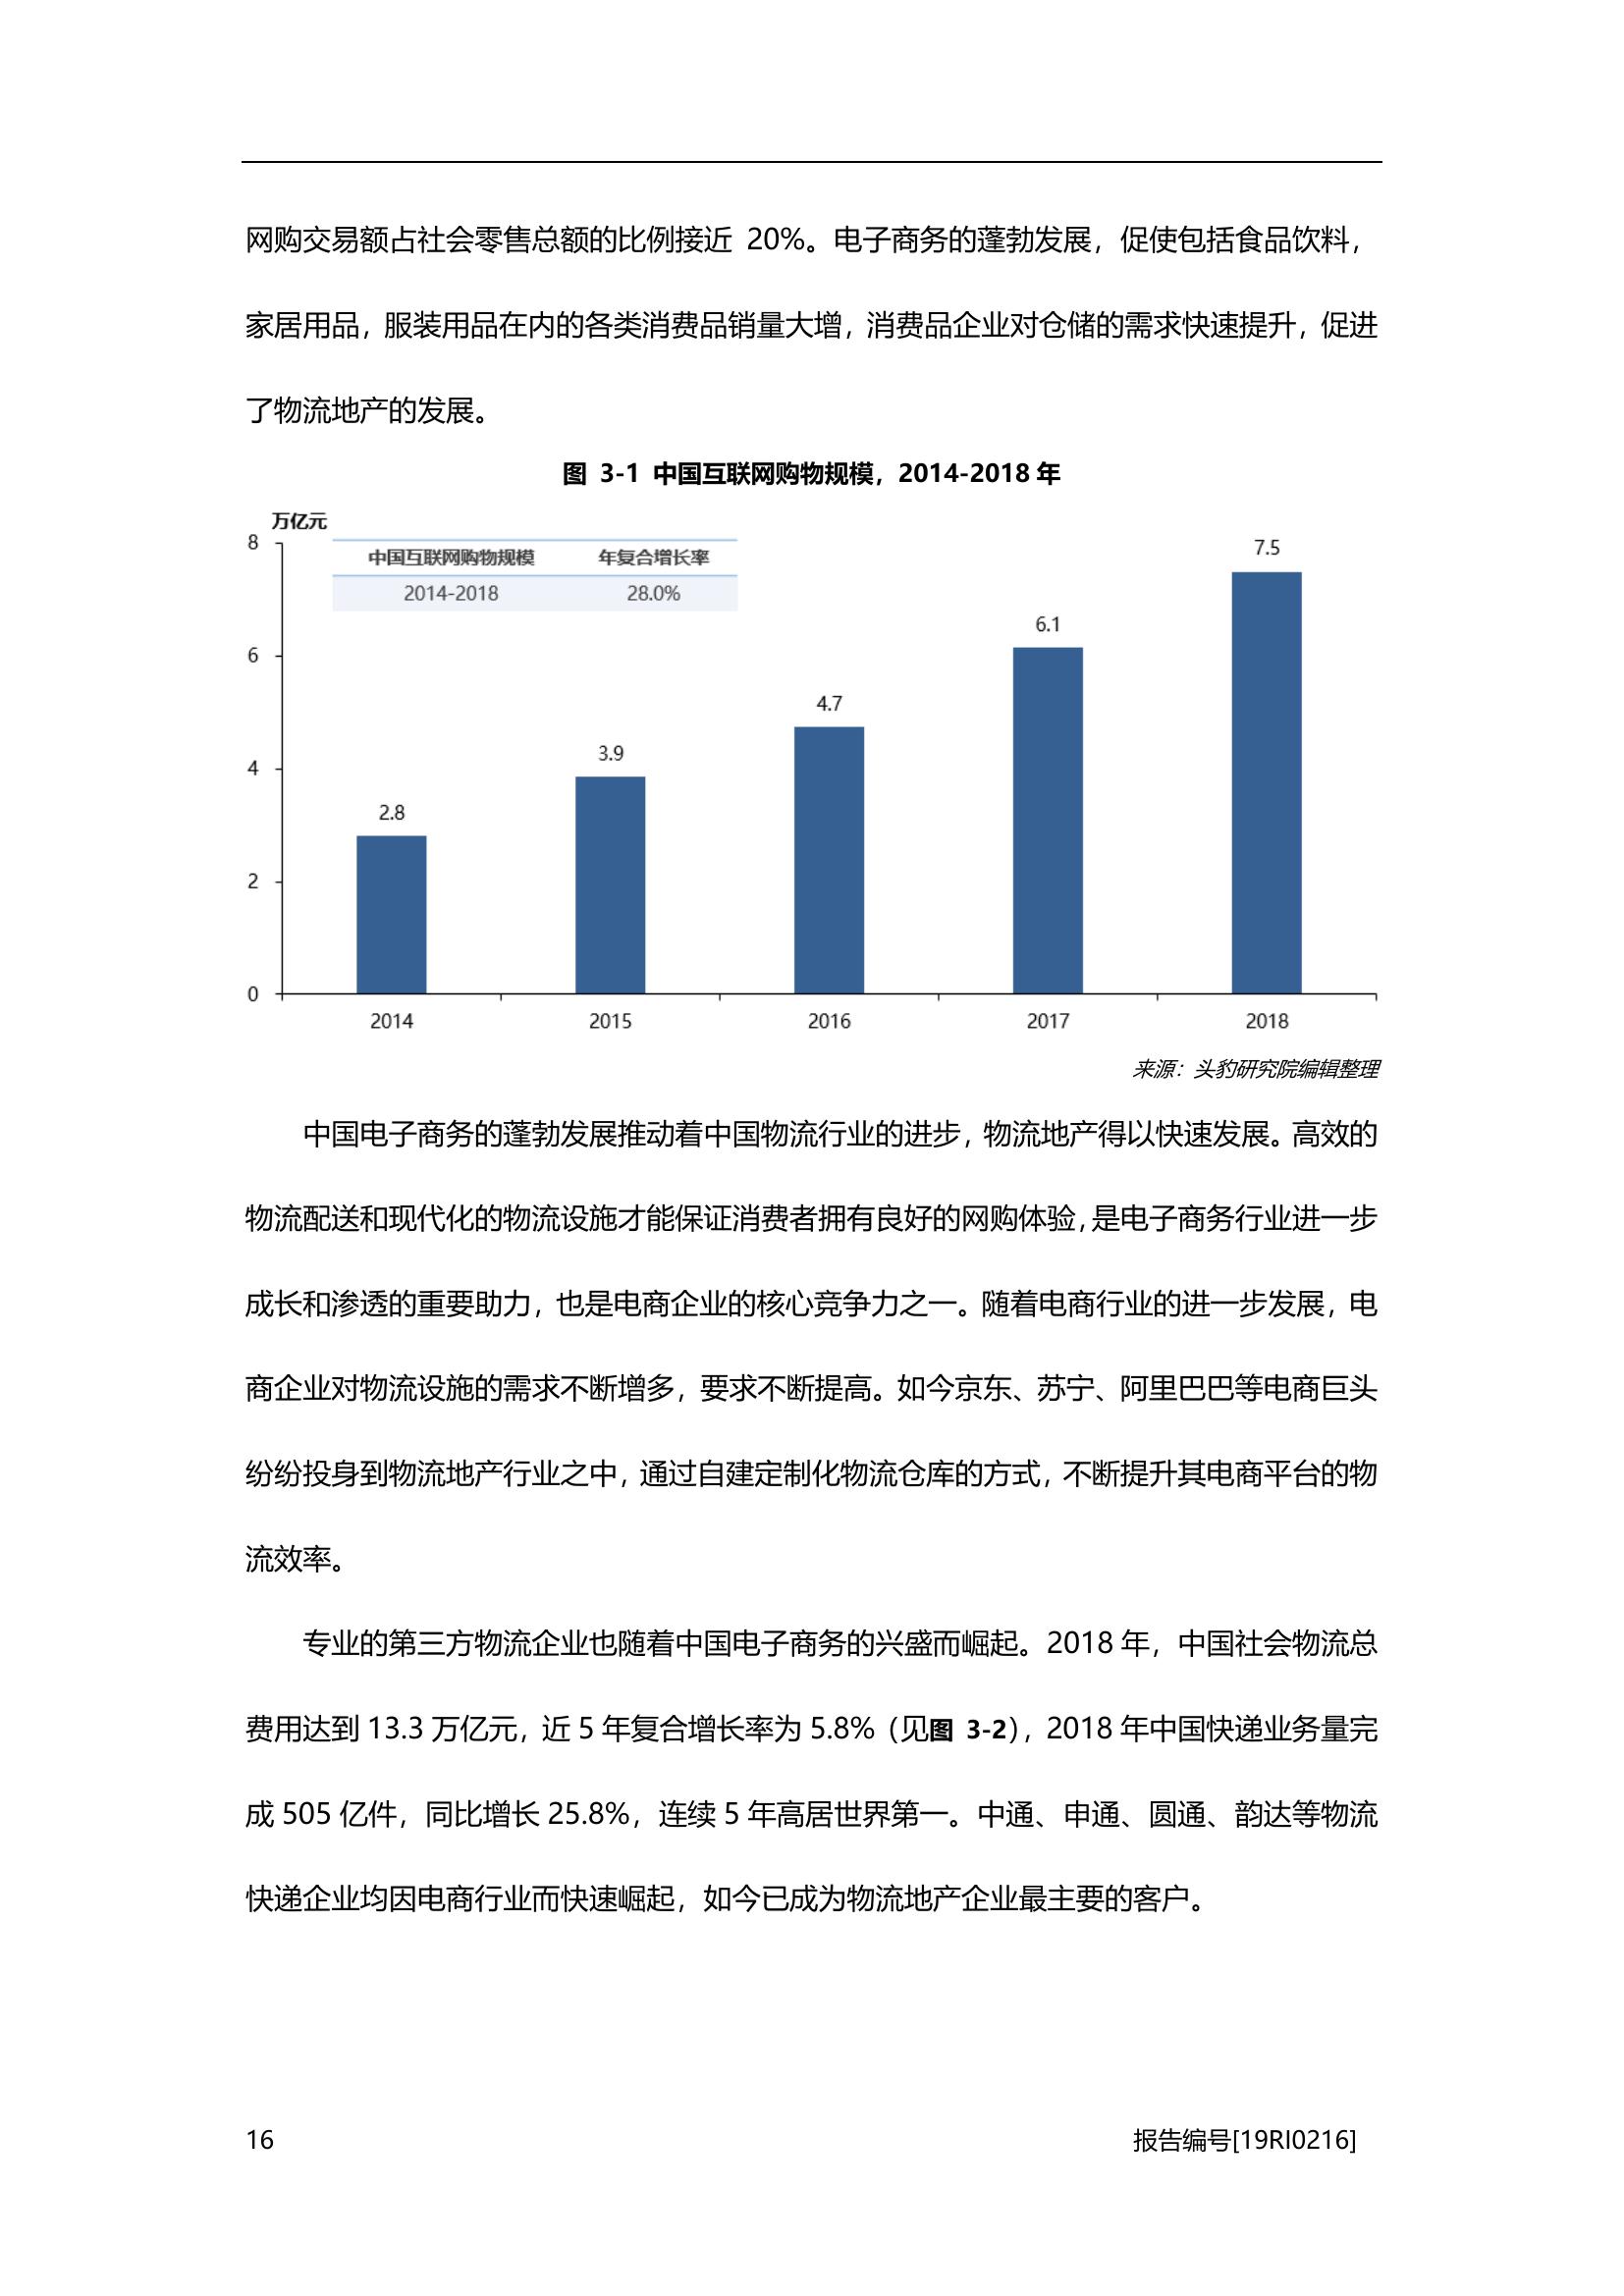 网购交易额占社会零售总额的比例接近 20%。电子商务的蓬勃发展，促使包括食品饮料，
家居用品，服装用品在内的各类消费品销量大增，消费品企业对仓储的需求快速提升，促进
了物流地产的发展。
图 3-1 中国互联网购物规模，2014-2018 年
万亿元
中国互联网购物规模 年复合增长率
2014-2018 28.0%
8
6
4
2
0
2.8
3.9
4.7
6.1
7.5
2014 2015 2016 2017 2018
来源：头豹研究院编辑整理
中国电子商务的蓬勃发展推动着中国物流行业的进步，物流地产得以快速发展。高效的
物流配送和现代化的物流设施才能保证消费者拥有良好的网购体验，是电子商务行业进一步
成长和渗透的重要助力，也是电商企业的核心竞争力之一。随着电商行业的进一步发展，电
商企业对物流设施的需求不断增多，要求不断提高。如今京东、苏宁、阿里巴巴等电商巨头
纷纷投身到物流地产行业之中，通过自建定制化物流仓库的方式，不断提升其电商平台的物
流效率。
专业的第三方物流企业也随着中国电子商务的兴盛而崛起。2018 年，中国社会物流总
费用达到 13.3 万亿元，近 5 年复合增长率为 5.8%（见图 3-2），2018 年中国快递业务量完
成 505 亿件，同比增长 25.8%，连续 5 年高居世界第一。中通、申通、圆通、韵达等物流
快递企业均因电商行业而快速崛起，如今已成为物流地产企业最主要的客户。
16 报告编号[19RI0216]